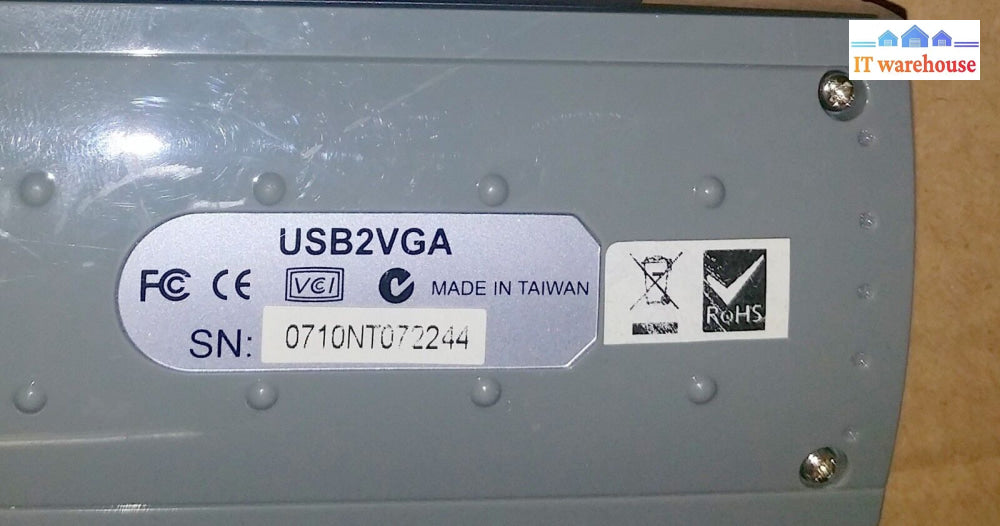 IT warehouse
USB2VGA
FC CE VCI MADE IN TAIWAN
SN: 0710NT072244
RoHS